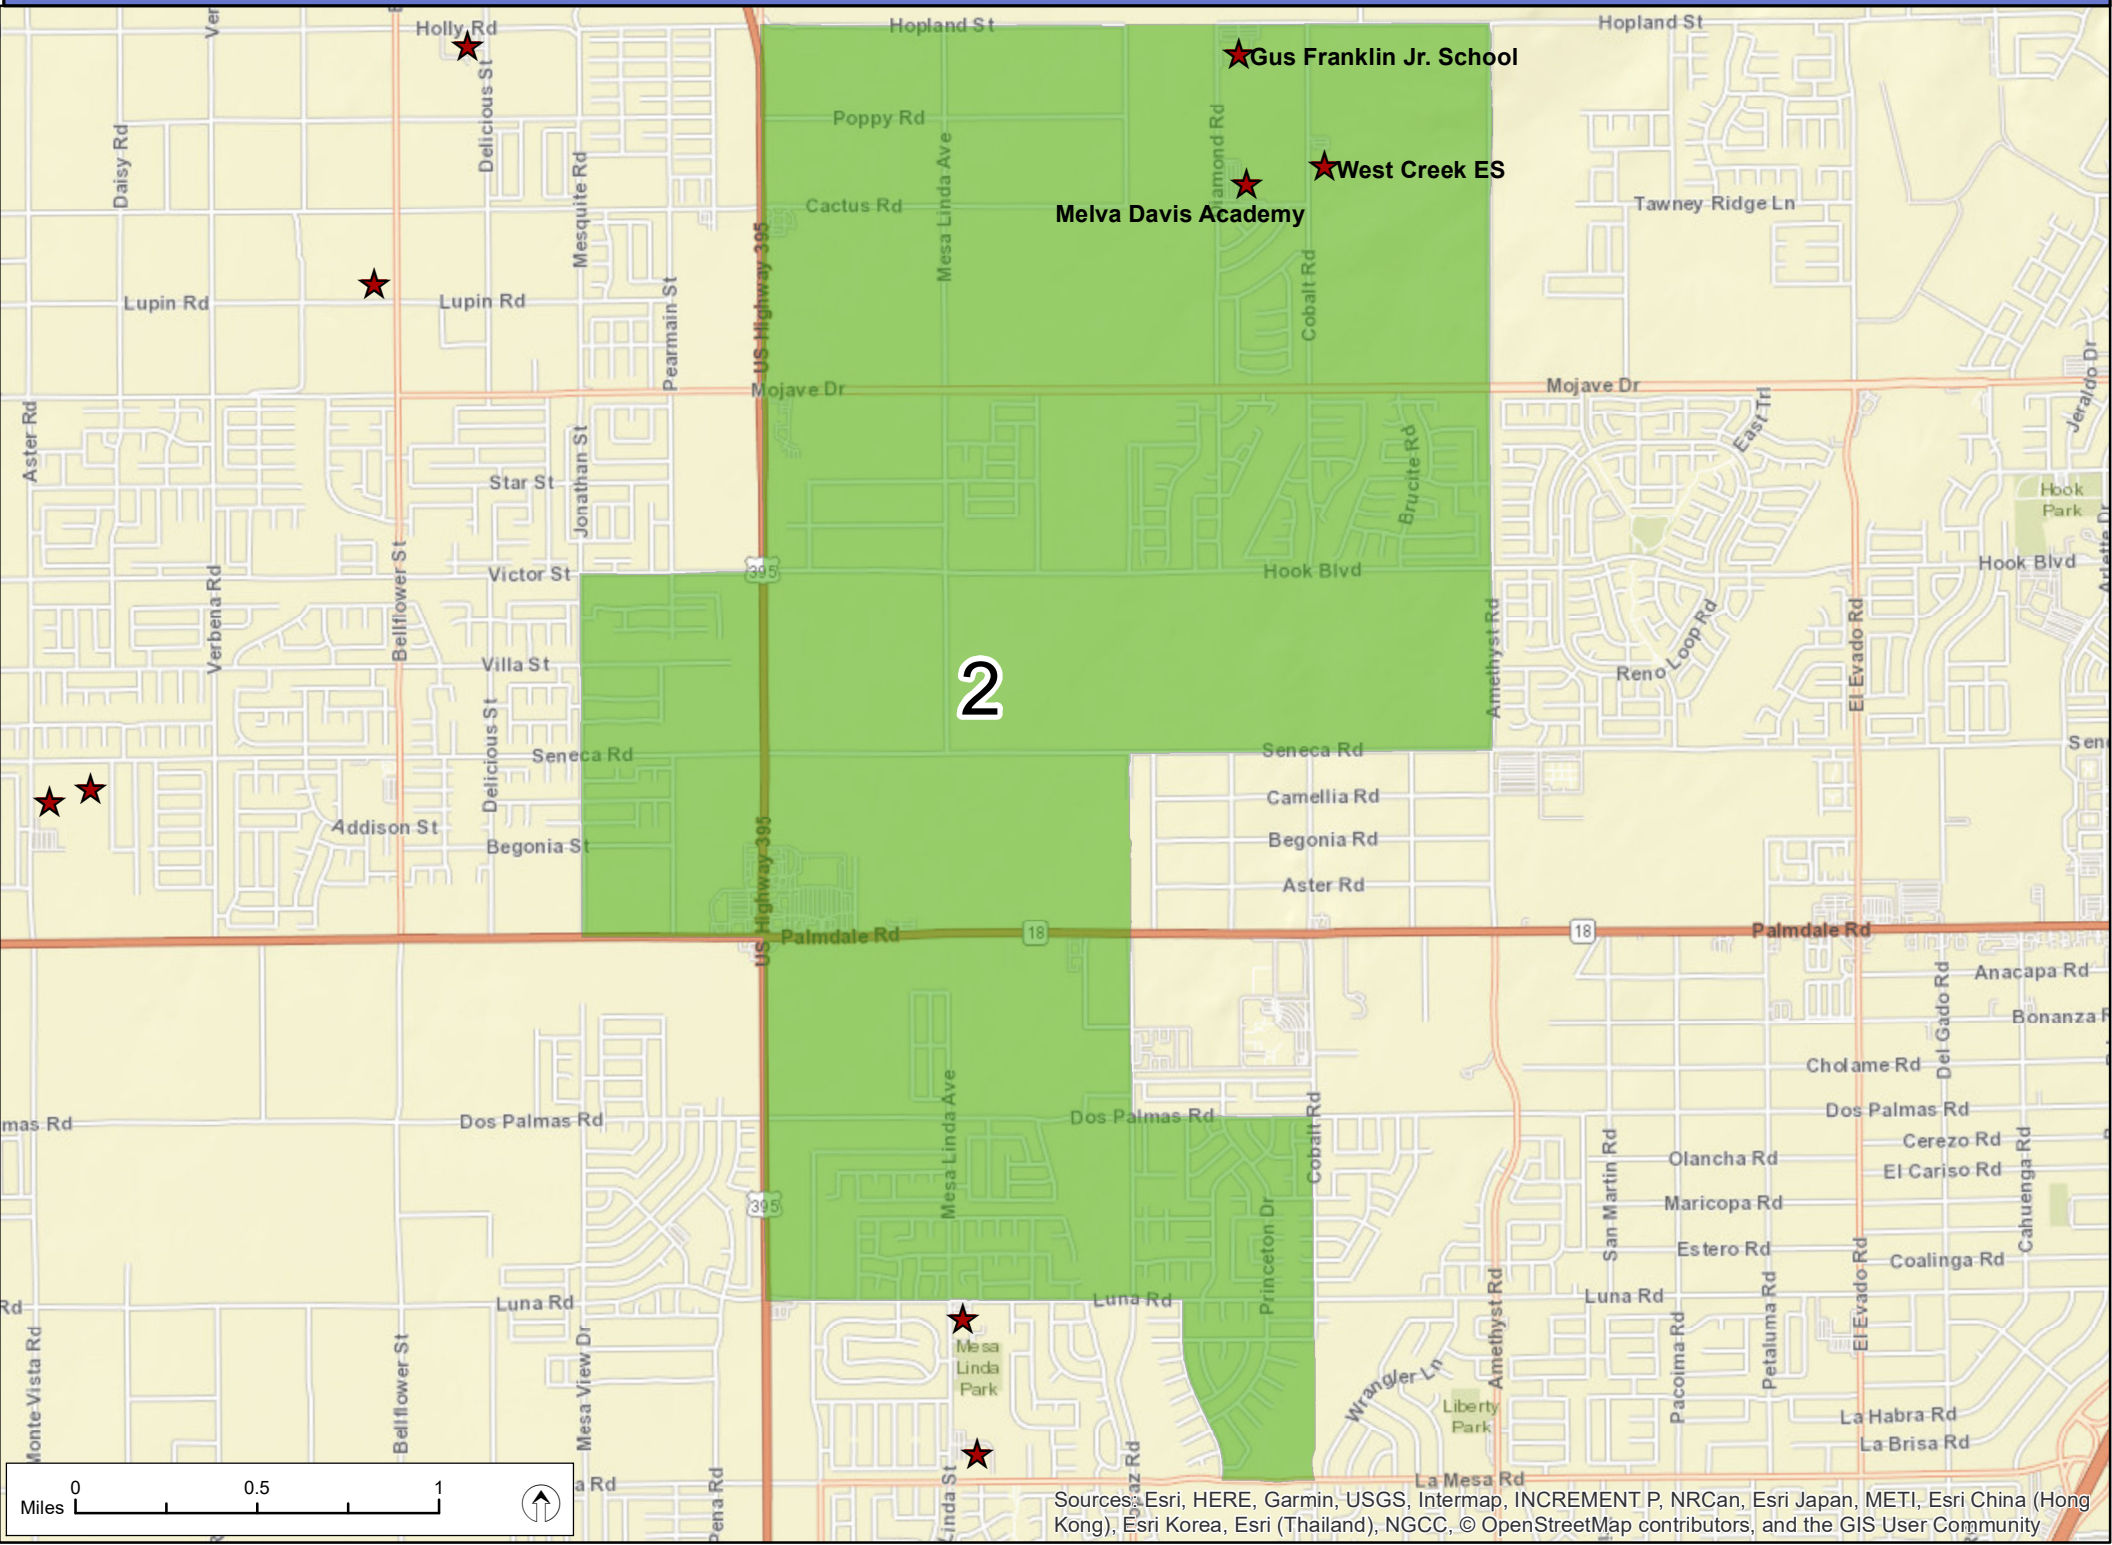 Holly Rd
Hopland St
Hopland St
Gus Franklin Jr. School
Delicious St
Poppy Rd
Daisy Rd
Mesquite Rd
Mesa Linda Ave
West Creek ES
Cactus Rd
Melva Davis Academy
Tawney Ridge Ln
US Highway 395
Cobalt Rd
Lupin Rd
Lupin Rd
Pearmain St
Mojave Dr
Mojave Dr
Jeraldo Dr
East Trl
Aster Rd
Star St
Jonathan St
Brucite Rd
Hook
Park
Victor St
395
Hook Blvd
Hook Blvd
Verbena Rd
Bellflower St
Amethyst Rd
El Evado Rd
Reno Loop Rd
Villa St
2
Delicious St
Seneca Rd
Seneca Rd
Camellia Rd
Addison St
Begonia St
Begonia Rd
US Highway 395
Aster Rd
Palmdale Rd
18
18
Palmdale Rd
Anacapa Rd
Del Gado Rd
Cholame Rd
mas Rd
Dos Palmas Rd
Mesa Linda Ave
Dos Palmas Rd
Cobalt Rd
Dos Palmas Rd
Cerezo Rd
San Martin Rd
Olancha Rd
El Cariso Rd
Cahuenga Rd
395
Princeton Dr
Maricopa Rd
Estero Rd
Coalinga Rd
Rd
Luna Rd
Luna Rd
Amethyst Rd
Luna Rd
Pacoima Rd
Petaluma Rd
El Evado Rd
Monte Vista Rd
Bellflower St
Mesa View Dr
Mesa
Linda
Park
Wrangler Ln
Liberty
Park
La Habra Rd
La Brisa Rd
La Mesa Rd
a Rd
Pena Rd
Linda St
0 0.5 1
Miles
Sources: Esri, HERE, Garmin, USGS, Intermap, INCREMENT P, NRCan, Esri Japan, METI, Esri China (Hong
Kong), Esri Korea, Esri (Thailand), NGCC, © OpenStreetMap contributors, and the GIS User Community